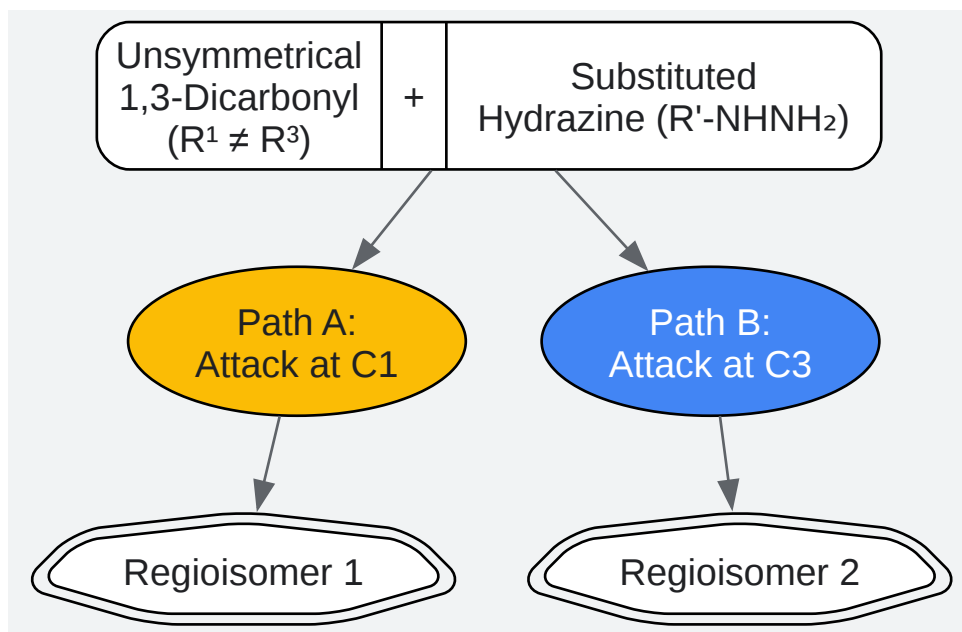 Unsymmetrical
1,3-Dicarbonyl
(R¹ ≠ R³)
+
Substituted
Hydrazine (R'-NHNH₂)
Path A:
Attack at C1
Path B:
Attack at C3
Regioisomer 1
Regioisomer 2